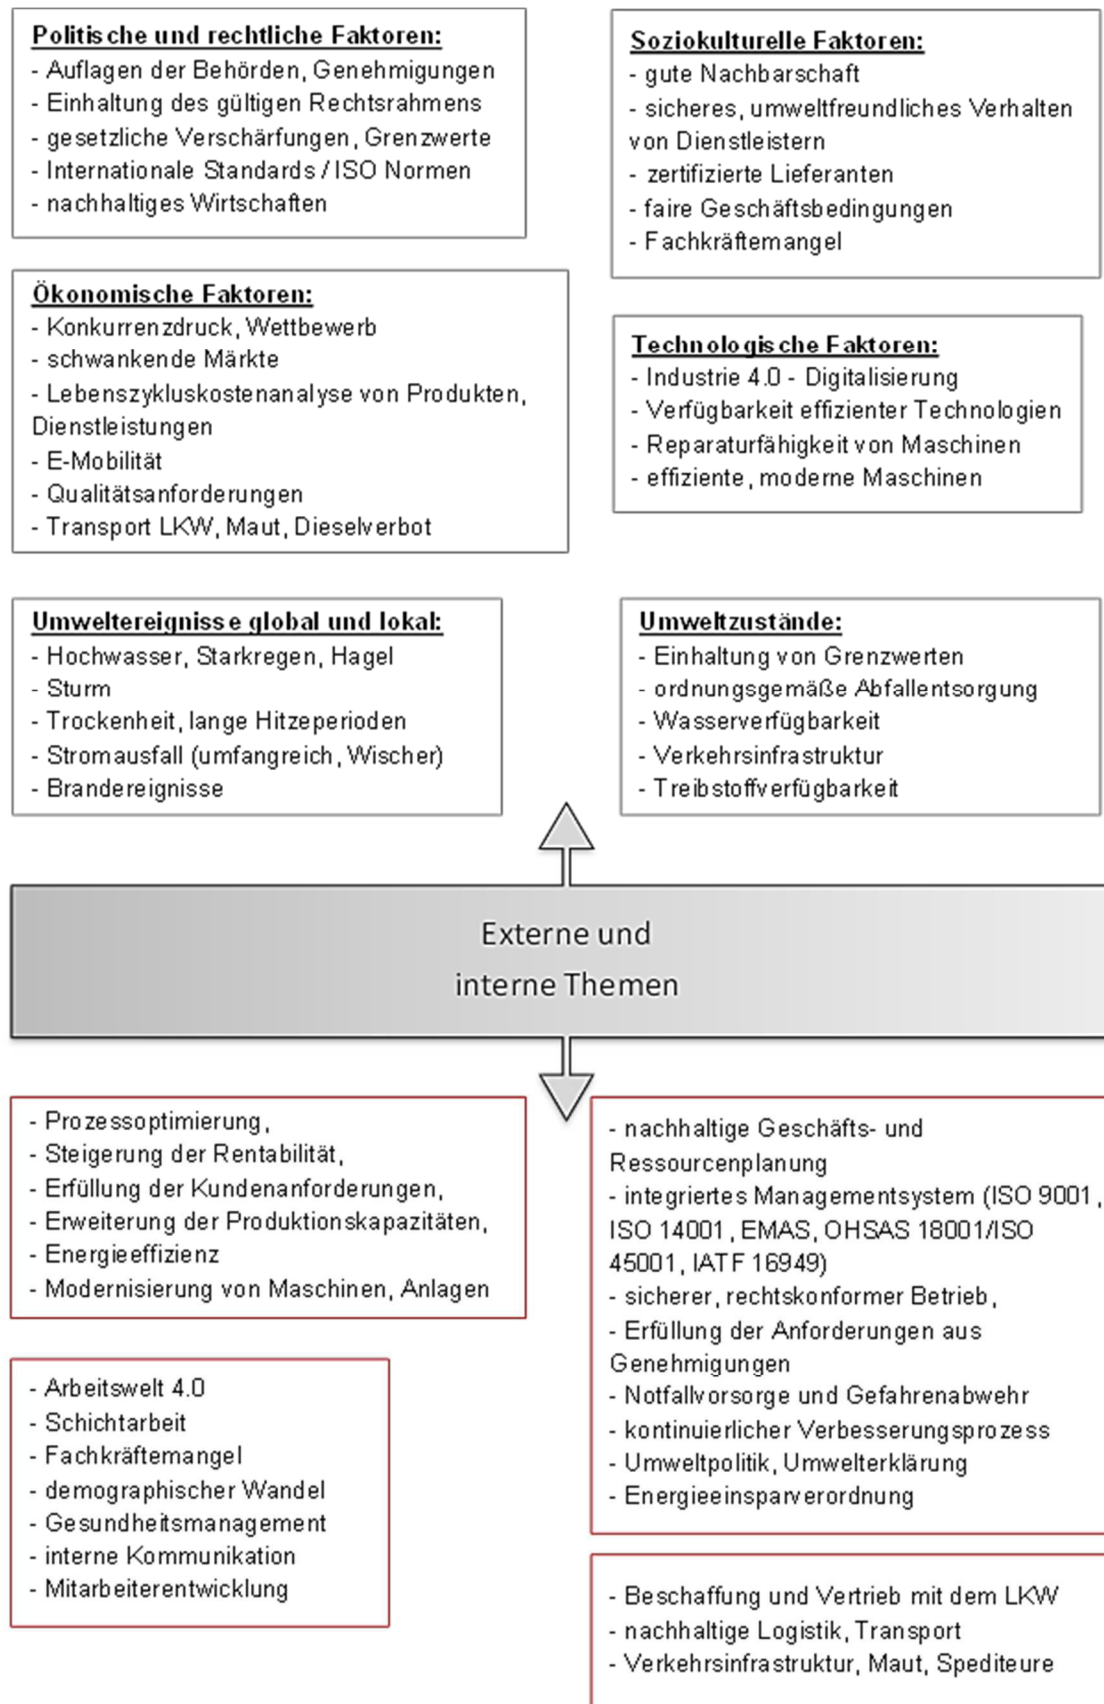 Politische und rechtliche Faktoren:
- Auflagen der Behörden, Genehmigungen
- Einhaltung des gültigen Rechtsrahmens
- gesetzliche Verschärfungen, Grenzwerte
- Internationale Standards / ISO Normen
- nachhaltiges Wirtschaften
Soziokulturelle Faktoren:
- gute Nachbarschaft
- sicheres, umweltfreundliches Verhalten
von Dienstleistern
- zertifizierte Lieferanten
- faire Geschäftsbedingungen
- Fachkräftemangel
Ökonomische Faktoren:
- Konkurrenzdruck, Wettbewerb
- schwankende Märkte
- Lebenszykluskostenanalyse von Produkten,
Dienstleistungen
- E-Mobilität
- Qualitätsanforderungen
- Transport LKW, Maut, Dieselverbot
Technologische Faktoren:
- Industrie 4.0 - Digitalisierung
- Verfügbarkeit effizienter Technologien
- Reparaturfähigkeit von Maschinen
- effiziente, moderne Maschinen
Umweltereignisse global und lokal:
- Hochwasser, Starkregen, Hagel
- Sturm
- Trockenheit, lange Hitzeperioden
- Stromausfall (umfangreich, Wischer)
- Brandereignisse
Umweltzustände:
- Einhaltung von Grenzwerten
- ordnungsgemäße Abfallentsorgung
- Wasserverfügbarkeit
- Verkehrsinfrastruktur
- Treibstoffverfügbarkeit
Externe und
interne Themen
- Prozessoptimierung,
- Steigerung der Rentabilität,
- Erfüllung der Kundenanforderungen,
- Erweiterung der Produktionskapazitäten,
- Energieeffizienz
- Modernisierung von Maschinen, Anlagen
- nachhaltige Geschäfts- und
Ressourcenplanung
- integriertes Managementsystem (ISO 9001,
ISO 14001, EMAS, OHSAS 18001/ISO
45001, IATF 16949)
- sicherer, rechtskonformer Betrieb,
- Erfüllung der Anforderungen aus
Genehmigungen
- Notfallvorsorge und Gefahrenabwehr
- kontinuierlicher Verbesserungsprozess
- Umweltpolitik, Umwelterklärung
- Energieeinsparverordnung
- Arbeitswelt 4.0
- Schichtarbeit
- Fachkräftemangel
- demographischer Wandel
- Gesundheitsmanagement
- interne Kommunikation
- Mitarbeiterentwicklung
- Beschaffung und Vertrieb mit dem LKW
- nachhaltige Logistik, Transport
- Verkehrsinfrastruktur, Maut, Spediteure